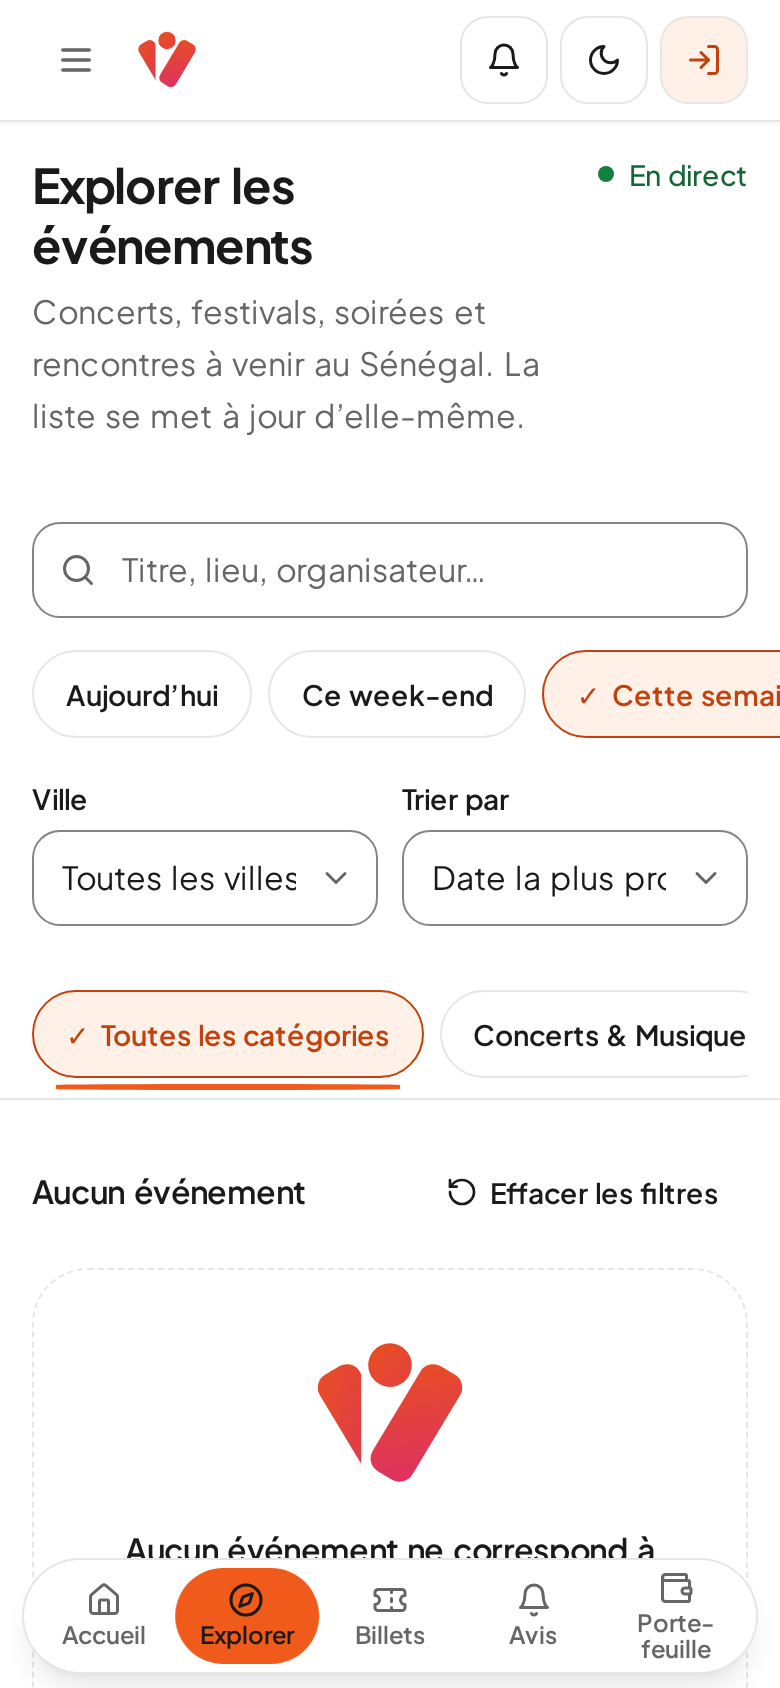 Explorer les
événements
En direct
Concerts, festivals, soirées et
rencontres à venir au Sénégal. La
liste se met à jour d’elle-même.
Titre, lieu, organisateur…
Aujourd’hui
Ce week-end
✓ Cette semai
Ville
Trier par
Toutes les villes
Date la plus pro
✓ Toutes les catégories
Concerts & Musique
Aucun événement
Effacer les filtres
Aucun événement ne correspond à
Accueil
Explorer
Billets
Avis
Porte-
feuille